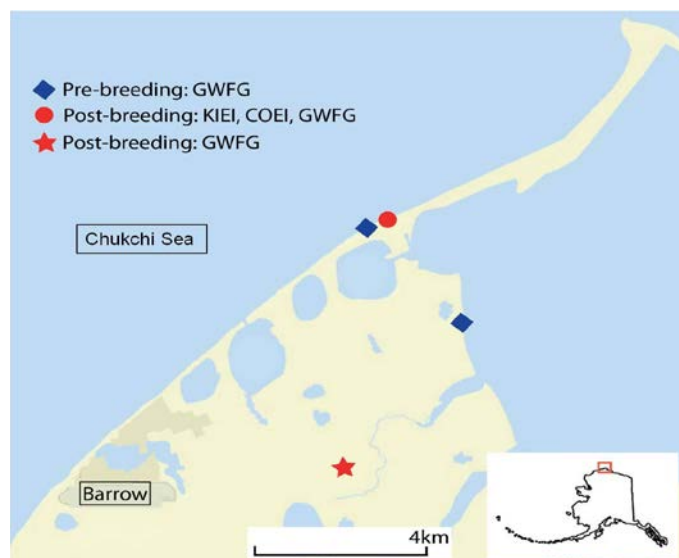 Pre-breeding: GWFG
Post-breeding: KIEI, COEI, GWFG
Post-breeding: GWFG
Chukchi Sea
Barrow
4km